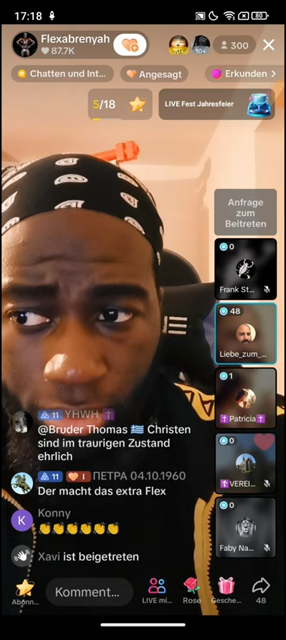 17:18
80
Flexabrenyah
87.7K
300
Chatten und Int...
Angesagt
Erkunden >
5/18
LIVE Fest Jahresfeier
Anfrage
zum
Beitreten
0
Frank St...
48
Liebe_zum_...
1
Patricia
0
VEREI...
0
Faby Na...
11 YHWH
@Bruder Thomas 🇬🇷 Christen
sind im traurigen Zustand
ehrlich
11 I ПЕТРА 04.10.1960
Der macht das extra Flex
K
Konny
👏👏👏👏👏👏
Xavi ist beigetreten
Abonn...
Komment...
LIVE mi...
Rose
Gesche...
48